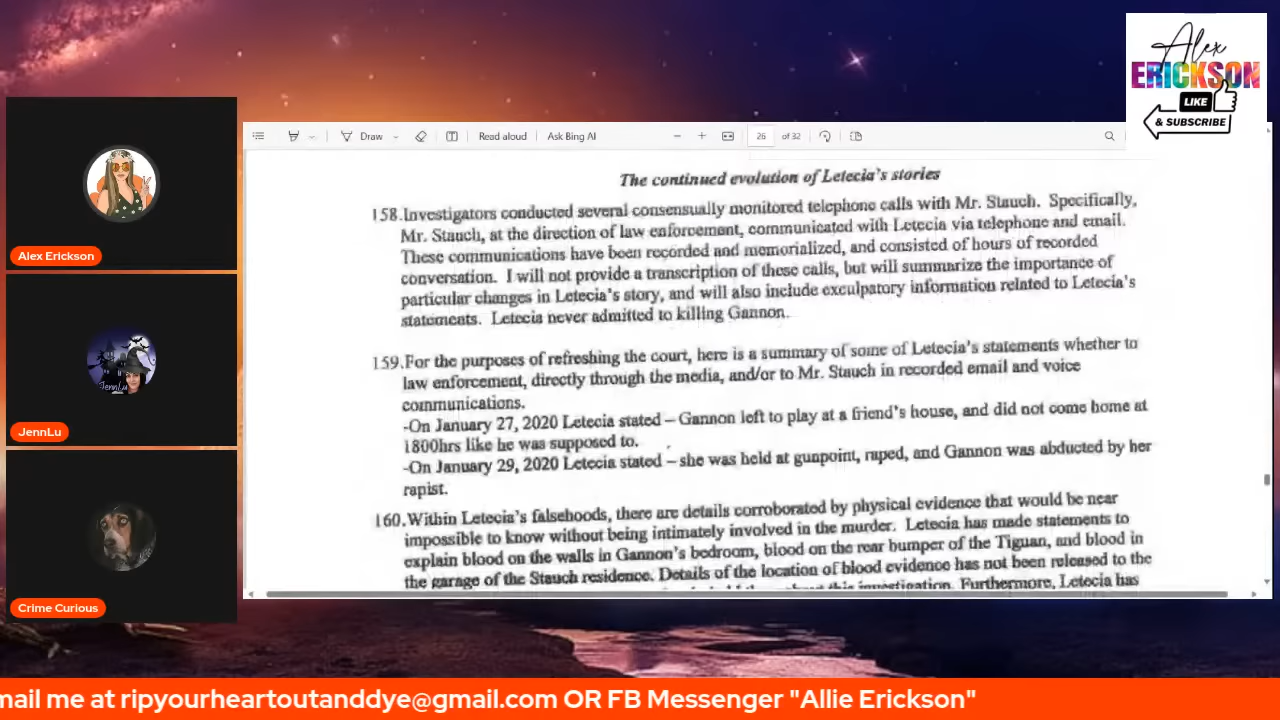 Alex
ERICKSON
LIKE
& SUBSCRIBE
Draw
Read aloud
Ask Bing AI
26 of 32
The continued evolution of Letecia's stories
158.Investigators conducted several consensually monitored telephone calls with Mr. Stauch. Specifically,
Mr. Stauch, at the direction of law enforcement, communicated with Letecia via telephone and email.
These communications have been recorded and memorialized, and consisted of hours of recorded
conversation. I will not provide a transcription of these calls, but will summarize the importance of
particular changes in Letecia's story, and will also include exculpatory information related to Letecia's
statements. Letecia never admitted to killing Gannon.
159.For the purposes of refreshing the court, here is a summary of some of Letecia's statements whether to
law enforcement, directly through the media, and/or to Mr. Stauch in recorded email and voice
communications.
-On January 27, 2020 Letecia stated – Gannon left to play at a friend's house, and did not come home at
1800hrs like he was supposed to.
-On January 29, 2020 Letecia stated – she was held at gunpoint, raped, and Gannon was abducted by her
rapist.
160.Within Letecia's falsehoods, there are details corroborated by physical evidence that would be near
impossible to know without being intimately involved in the murder. Letecia has made statements to
explain blood on the walls in Gannon's bedroom, blood on the rear bumper of the Tiguan, and blood in
the garage of the Stauch residence. Details of the location of blood evidence has not been released to the
this investigation. Furthermore, Letecia has
Alex Erickson
JennLu
JennLu
Crime Curious
mail me at ripyourheartoutanddye@gmail.com OR FB Messenger "Allie Erickson"